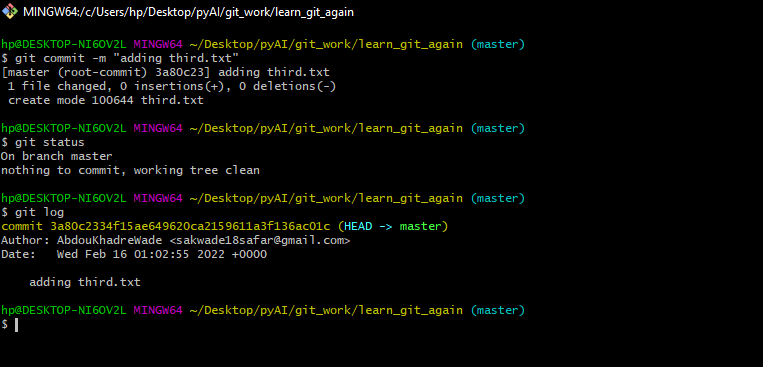 MINGW64:/c/Users/hp/Desktop/pyAI/git_work/learn_git_again
hp@DESKTOP-NI6OV2L MINGW64 ~/Desktop/pyAI/git_work/learn_git_again (master)
$ git commit -m "adding third.txt"
[master (root-commit) 3a80c23] adding third.txt
 1 file changed, 0 insertions(+), 0 deletions(-)
 create mode 100644 third.txt
hp@DESKTOP-NI6OV2L MINGW64 ~/Desktop/pyAI/git_work/learn_git_again (master)
$ git status
On branch master
nothing to commit, working tree clean
hp@DESKTOP-NI6OV2L MINGW64 ~/Desktop/pyAI/git_work/learn_git_again (master)
$ git log
commit 3a80c2334f15ae649620ca2159611a3f136ac01c (HEAD -> master)
Author: AbdouKhadreWade <sakwade18safar@gmail.com>
Date:   Wed Feb 16 01:02:55 2022 +0000
    adding third.txt
hp@DESKTOP-NI6OV2L MINGW64 ~/Desktop/pyAI/git_work/learn_git_again (master)
$